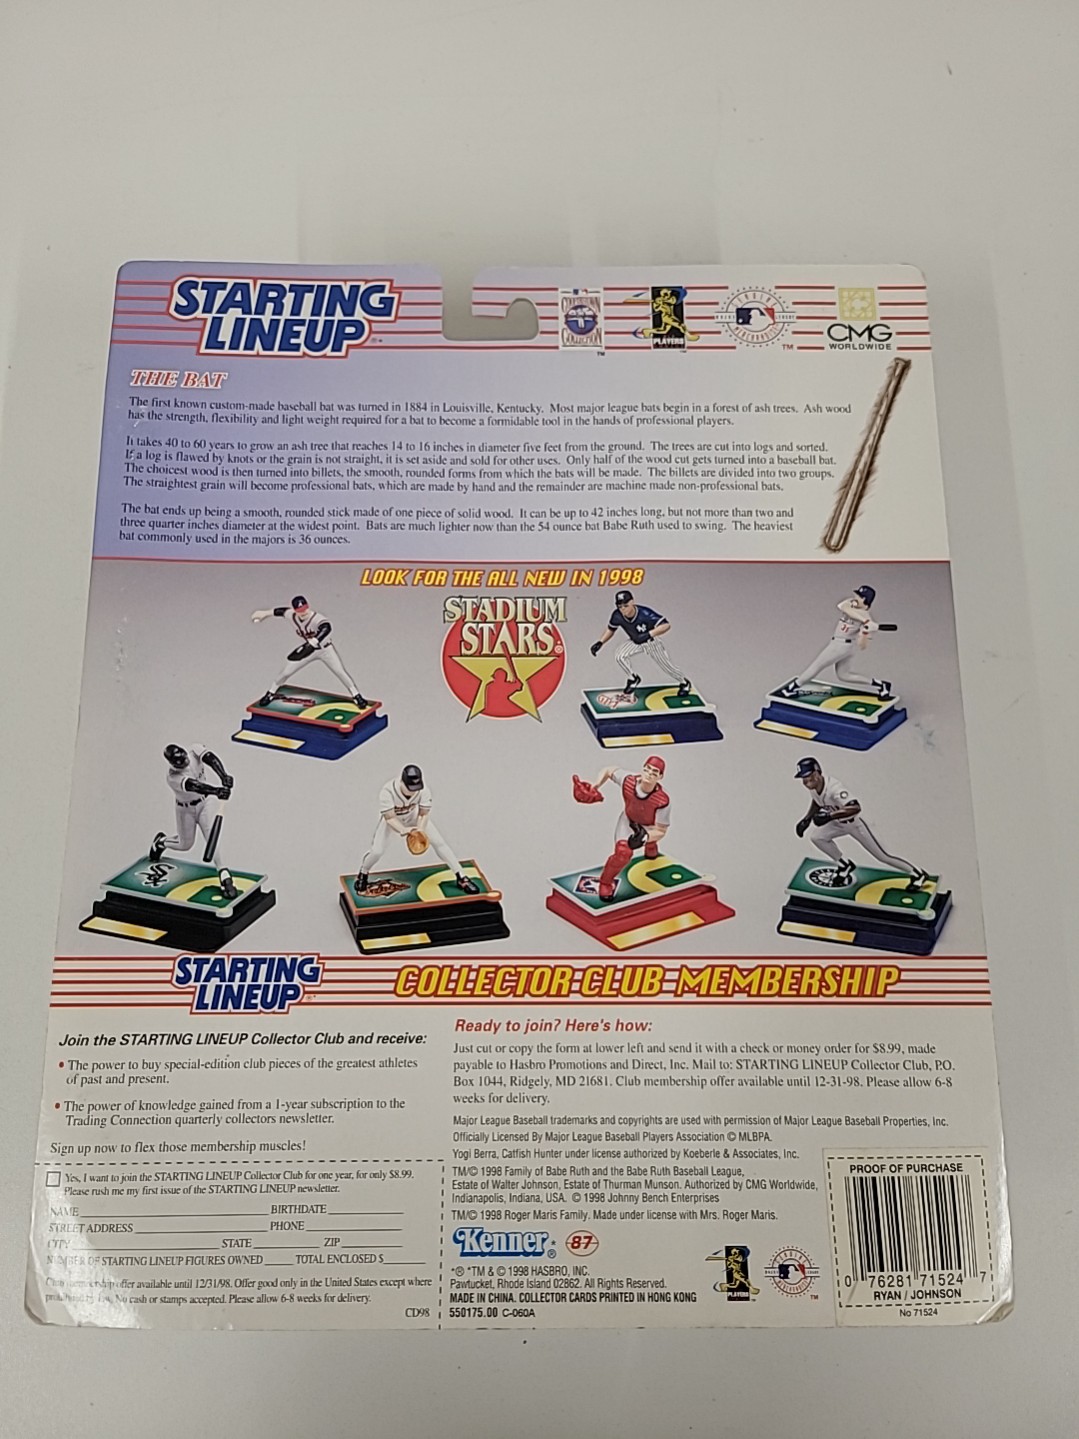 STARTING
LINEUP
COOPERSTOWN
COLLECTION
TM
PLAYERS
GENUINE
MAJOR LEAGUE
MERCHANDISE
TM
CMG
WORLDWIDE
THE BAT
The first known custom-made baseball bat was turned in 1884 in Louisville, Kentucky. Most major league bats begin in a forest of ash trees. Ash wood
has the strength, flexibility and light weight required for a bat to become a formidable tool in the hands of professional players.
It takes 40 to 60 years to grow an ash tree that reaches 14 to 16 inches in diameter five feet from the ground. The trees are cut into logs and sorted.
If a log is flawed by knots or the grain is not straight, it is set aside and sold for other uses. Only half of the wood cut gets turned into a baseball bat.
The choicest wood is then turned into billets, the smooth, rounded forms from which the bats will be made. The billets are divided into two groups.
The straightest grain will become professional bats, which are made by hand and the remainder are machine made non-professional bats.
The bat ends up being a smooth, rounded stick made of one piece of solid wood. It can be up to 42 inches long, but not more than two and
three quarter inches diameter at the widest point. Bats are much lighter now than the 54 ounce bat Babe Ruth used to swing. The heaviest
bat commonly used in the majors is 36 ounces.
LOOK FOR THE ALL NEW IN 1998
STADIUM
STARS®
STARTING
LINEUP®
COLLECTOR CLUB MEMBERSHIP
Join the STARTING LINEUP Collector Club and receive:
• The power to buy special-edition club pieces of the greatest athletes
of past and present.
• The power of knowledge gained from a 1-year subscription to the
Trading Connection quarterly collectors newsletter.
Sign up now to flex those membership muscles!
Yes, I want to join the STARTING LINEUP Collector Club for one year, for only $8.99.
Please rush me my first issue of the STARTING LINEUP newsletter.
NAME BIRTHDATE
STREET ADDRESS PHONE
CITY STATE ZIP
NUMBER OF STARTING LINEUP FIGURES OWNED TOTAL ENCLOSED $
Club membership offer available until 12/31/98. Offer good only in the United States except where
prohibited by law. No cash or stamps accepted. Please allow 6-8 weeks for delivery.
CD98
Ready to join? Here's how:
Just cut or copy the form at lower left and send it with a check or money order for $8.99, made
payable to Hasbro Promotions and Direct, Inc. Mail to: STARTING LINEUP Collector Club, P.O.
Box 1044, Ridgely, MD 21681. Club membership offer available until 12-31-98. Please allow 6-8
weeks for delivery.
Major League Baseball trademarks and copyrights are used with permission of Major League Baseball Properties, Inc.
Officially Licensed By Major League Baseball Players Association © MLBPA.
Yogi Berra, Catfish Hunter under license authorized by Koeberle & Associates, Inc.
TM/© 1998 Family of Babe Ruth and the Babe Ruth Baseball League,
Estate of Walter Johnson, Estate of Thurman Munson. Authorized by CMG Worldwide,
Indianapolis, Indiana, USA. © 1998 Johnny Bench Enterprises
TM/© 1998 Roger Maris Family. Made under license with Mrs. Roger Maris.
Kenner® 87
*® *TM & © 1998 HASBRO, INC.
Pawtucket, Rhode Island 02862. All Rights Reserved.
MADE IN CHINA. COLLECTOR CARDS PRINTED IN HONG KONG
550175.00 C-060A
PLAYERS
TM
PROOF OF PURCHASE
0 76281 71524 7
RYAN / JOHNSON
No 71524